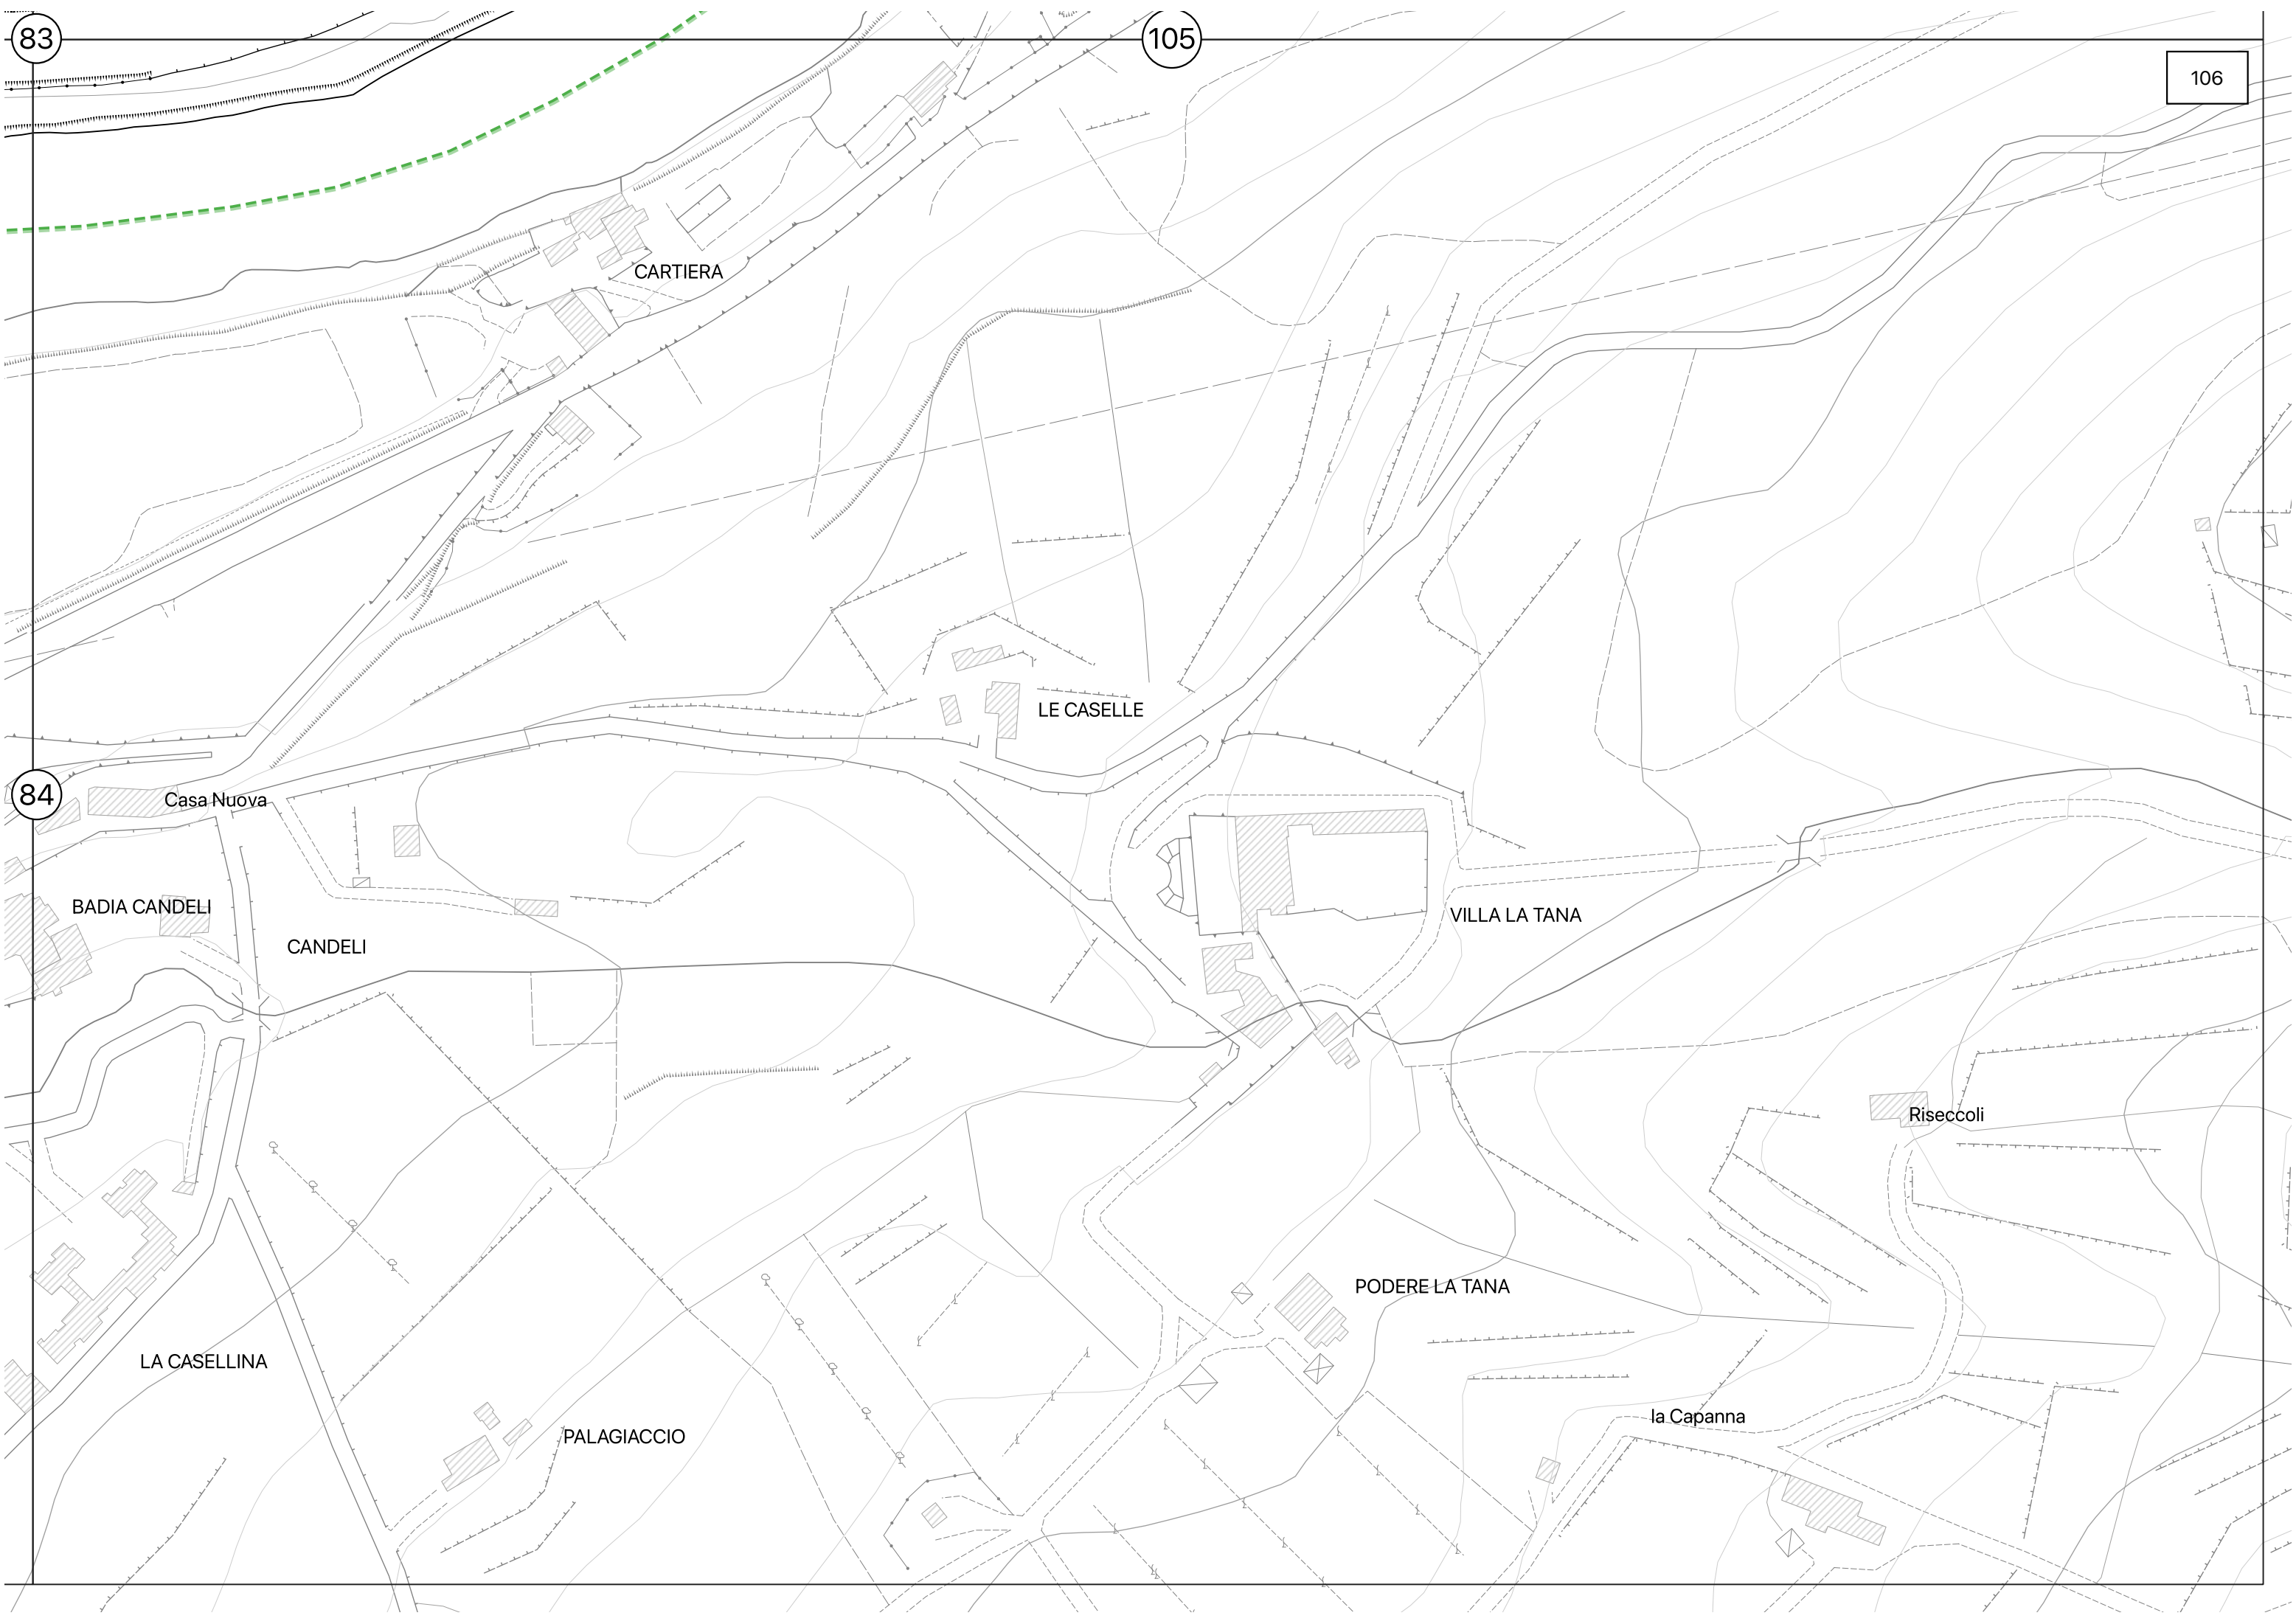 83
105
106
CARTIERA
LE CASELLE
84
Casa Nuova
BADIA CANDELI
VILLA LA TANA
CANDELI
Riseccoli
PODERE LA TANA
LA CASELLINA
la Capanna
PALAGIACCIO